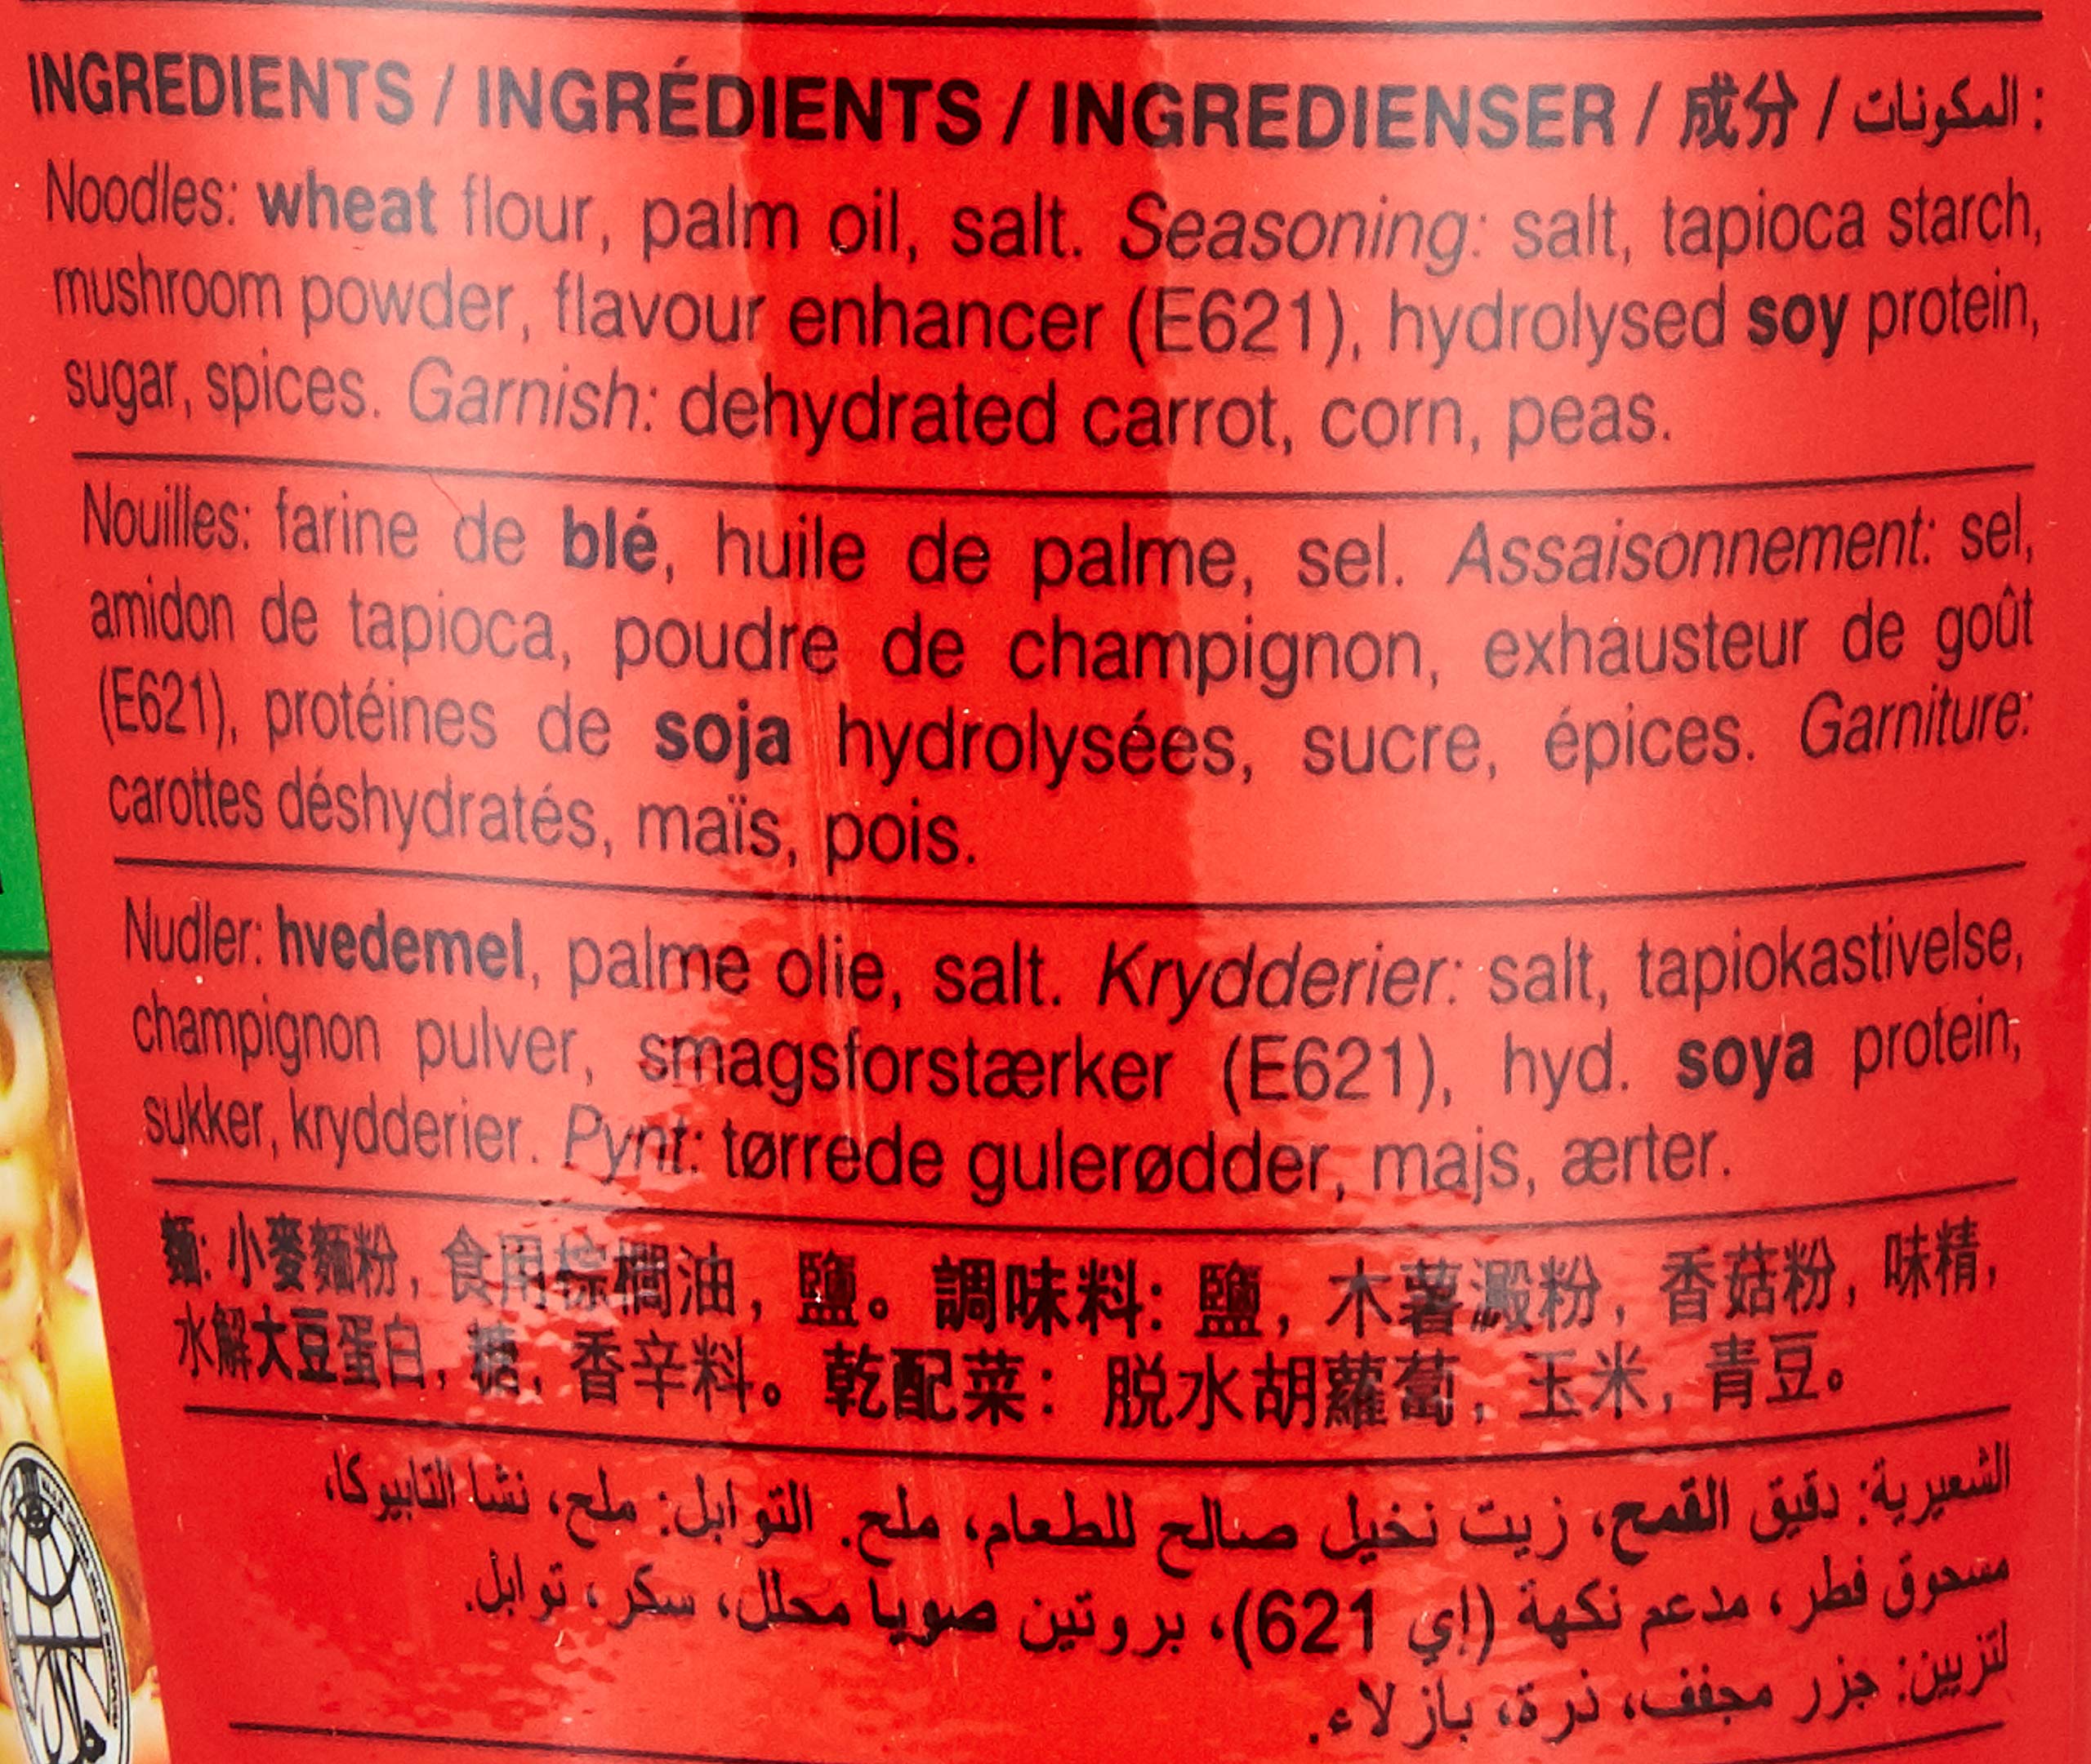 INGREDIENTS / INGRÉDIENTS / INGREDIENSER / 成分 / المكونات :
Noodles: wheat flour, palm oil, salt. Seasoning: salt, tapioca starch,
mushroom powder, flavour enhancer (E621), hydrolysed soy protein,
sugar, spices. Garnish: dehydrated carrot, corn, peas.
Nouilles: farine de blé, huile de palme, sel. Assaisonnement: sel,
amidon de tapioca, poudre de champignon, exhausteur de goût
(E621), protéines de soja hydrolysées, sucre, épices. Garniture:
carottes déshydratés, maïs, pois.
Nudler: hvedemel, palme olie, salt. Krydderier: salt, tapiokastivelse,
champignon pulver, smagsforstærker (E621), hyd. soya protein,
sukker, krydderier. Pynt: tørrede gulerødder, majs, ærter.
麵: 小麥麵粉, 食用棕櫚油, 鹽。調味料: 鹽, 木薯澱粉, 香菇粉, 味精,
水解大豆蛋白, 糖, 香辛料。乾配菜: 脱水胡蘿蔔, 玉米, 青豆。
الشعيرية: دقيق القمح، زيت نخيل صالح للطعام، ملح. التوابل: ملح، نشا التابيوكا،
مسحوق فطر، مدعم نكهة (إي 621)، بروتين صويا محلل، سكر، توابل.
لتزيين: جزر مجفف، ذرة، بازلاء.